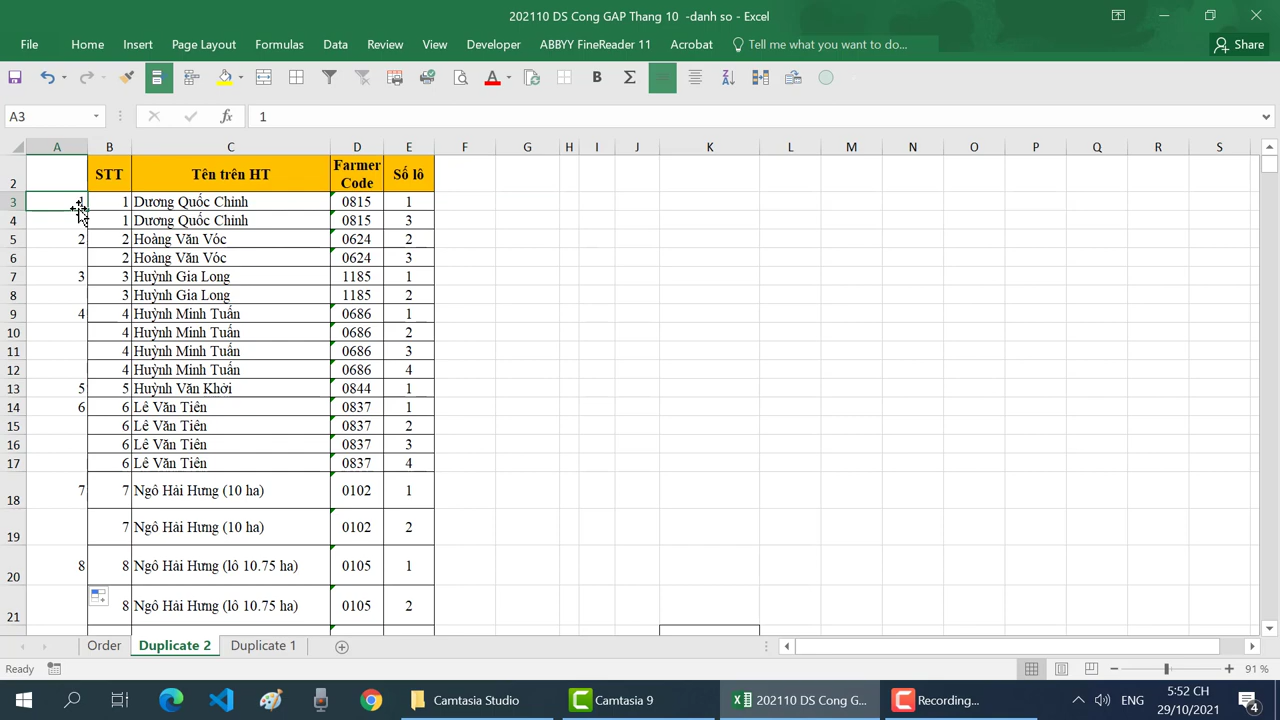 202110 DS Cong GAP Thang 10 -danh so - Excel
File Home Insert Page Layout Formulas Data Review View Developer ABBYY FineReader 11 Acrobat Tell me what you want to do... Share
A3 fx 1
A B C D E F G H I J K L M N O P Q R S
2 STT Tên trên HT Farmer Code Số lô
3 1 1 Dương Quốc Chinh 0815 1
4 1 Dương Quốc Chinh 0815 3
5 2 2 Hoàng Văn Vóc 0624 2
6 2 Hoàng Văn Vóc 0624 3
7 3 3 Huỳnh Gia Long 1185 1
8 3 Huỳnh Gia Long 1185 2
9 4 4 Huỳnh Minh Tuấn 0686 1
10 4 Huỳnh Minh Tuấn 0686 2
11 4 Huỳnh Minh Tuấn 0686 3
12 4 Huỳnh Minh Tuấn 0686 4
13 5 5 Huỳnh Văn Khởi 0844 1
14 6 6 Lê Văn Tiên 0837 1
15 6 Lê Văn Tiên 0837 2
16 6 Lê Văn Tiên 0837 3
17 6 Lê Văn Tiên 0837 4
18 7 7 Ngô Hải Hưng (10 ha) 0102 1
19 7 Ngô Hải Hưng (10 ha) 0102 2
20 8 8 Ngô Hải Hưng (lô 10.75 ha) 0105 1
21 8 Ngô Hải Hưng (lô 10.75 ha) 0105 2
Order Duplicate 2 Duplicate 1
Ready 91 %
Camtasia Studio Camtasia 9 202110 DS Cong G... Recording... ENG 5:52 CH 4
29/10/2021